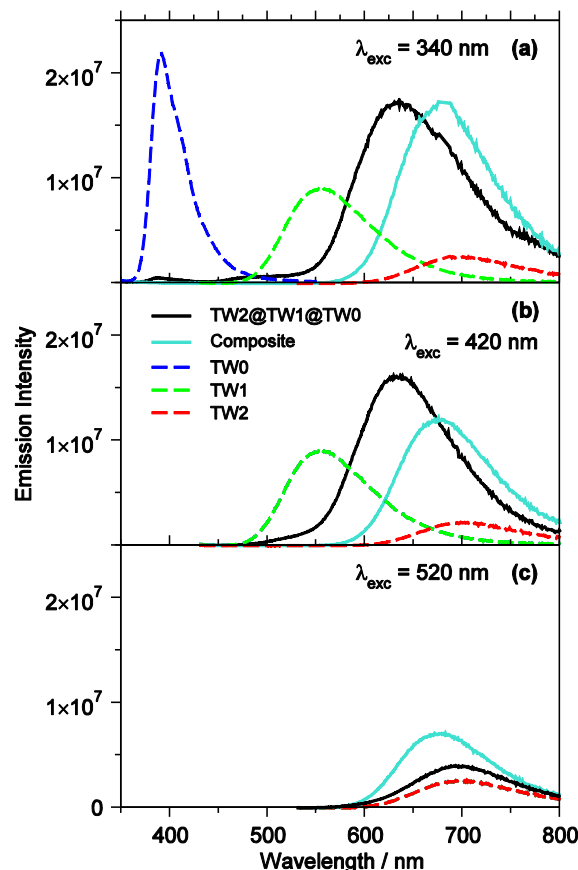 λexc = 340 nm (a)
2×10⁷
1×10⁷
TW2@TW1@TW0
Composite
TW0
TW1
TW2
(b)
λexc = 420 nm
2×10⁷
1×10⁷
Emission Intensity
λexc = 520 nm (c)
2×10⁷
1×10⁷
0
400 500 600 700 800
Wavelength / nm